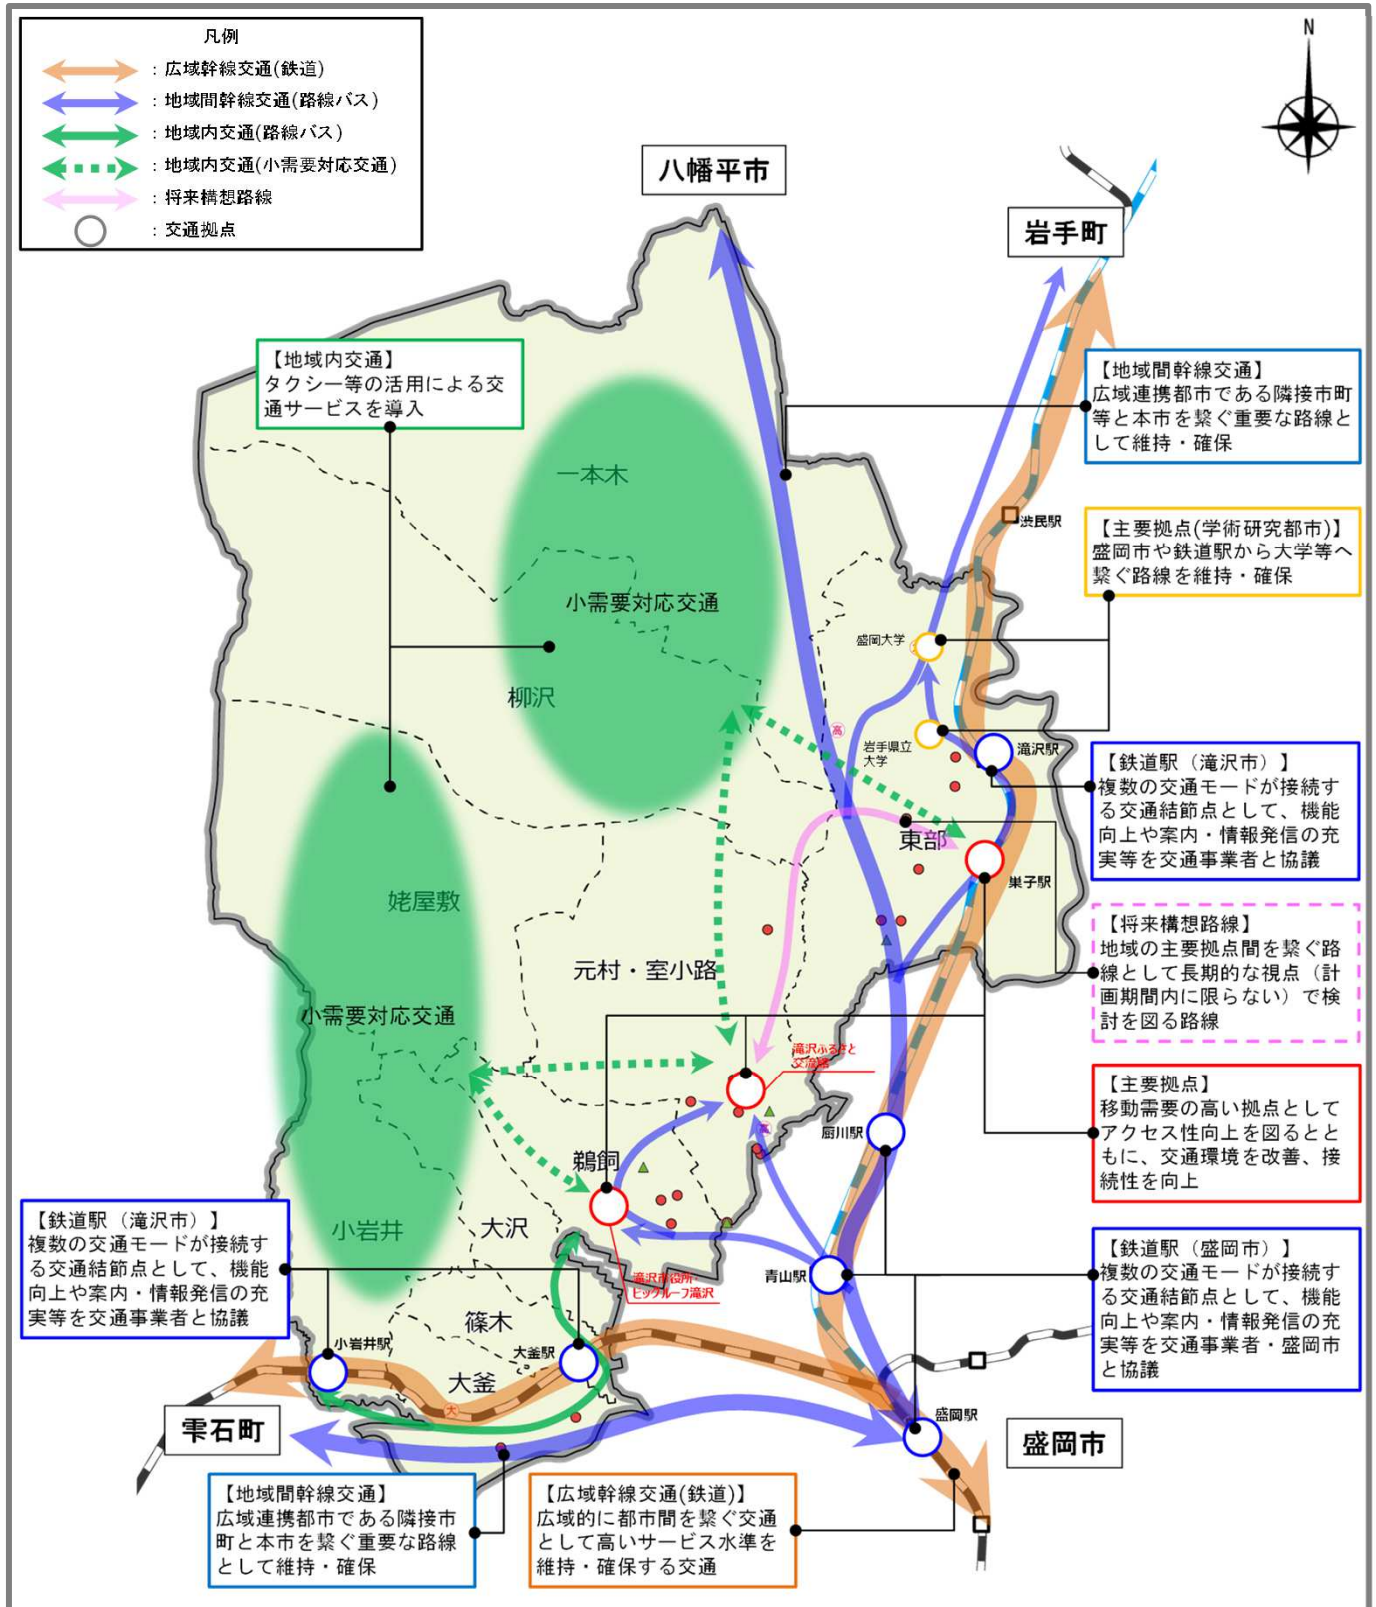 凡例
: 広域幹線交通(鉄道)
: 地域間幹線交通(路線バス)
: 地域内交通(路線バス)
: 地域内交通(小需要対応交通)
: 将来構想路線
: 交通拠点
N
八幡平市
岩手町
【地域内交通】
タクシー等の活用による交
通サービスを導入
【地域間幹線交通】
広域連携都市である隣接市町
等と本市を繋ぐ重要な路線と
して維持・確保
一本木
渋民駅
【主要拠点(学術研究都市)】
盛岡市や鉄道駅から大学等へ
繋ぐ路線を維持・確保
小需要対応交通
盛岡大学
柳沢
高
岩手県立
大学
滝沢駅
【鉄道駅（滝沢市）】
複数の交通モードが接続す
る交通結節点として、機能
向上や案内・情報発信の充
実等を交通事業者と協議
東部
巣子駅
姥屋敷
【将来構想路線】
地域の主要拠点間を繋ぐ路
線として長期的な視点（計
画期間内に限らない）で検
討を図る路線
元村・室小路
小需要対応交通
滝沢ふるさと
交流館
【主要拠点】
移動需要の高い拠点として
アクセス性向上を図るとと
もに、交通環境を改善、接
続性を向上
高
厨川駅
鵜飼
【鉄道駅（滝沢市）】
複数の交通モードが接続す
る交通結節点として、機能
向上や案内・情報発信の充
実等を交通事業者と協議
小岩井
大沢
滝沢市役所・
ビッグルーフ滝沢
青山駅
【鉄道駅（盛岡市）】
複数の交通モードが接続す
る交通結節点として、機能
向上や案内・情報発信の充
実等を交通事業者・盛岡市
と協議
篠木
小岩井駅
大釜駅
大釜
大
雫石町
盛岡駅
盛岡市
【地域間幹線交通】
広域連携都市である隣接市
町と本市を繋ぐ重要な路線
として維持・確保
【広域幹線交通(鉄道)】
広域的に都市間を繋ぐ交通
として高いサービス水準を
維持・確保する交通